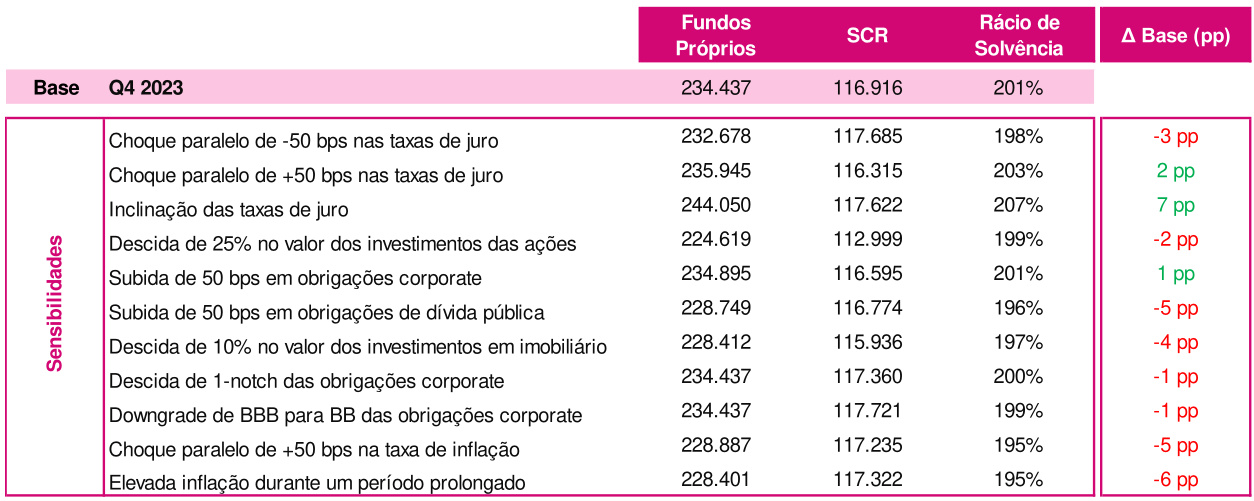 Fundos Próprios SCR Rácio de Solvência Δ Base (pp)
Base Q4 2023 234.437 116.916 201%
Sensibilidades
Choque paralelo de -50 bps nas taxas de juro 232.678 117.685 198% -3 pp
Choque paralelo de +50 bps nas taxas de juro 235.945 116.315 203% 2 pp
Inclinação das taxas de juro 244.050 117.622 207% 7 pp
Descida de 25% no valor dos investimentos das ações 224.619 112.999 199% -2 pp
Subida de 50 bps em obrigações corporate 234.895 116.595 201% 1 pp
Subida de 50 bps em obrigações de dívida pública 228.749 116.774 196% -5 pp
Descida de 10% no valor dos investimentos em imobiliário 228.412 115.936 197% -4 pp
Descida de 1-notch das obrigações corporate 234.437 117.360 200% -1 pp
Downgrade de BBB para BB das obrigações corporate 234.437 117.721 199% -1 pp
Choque paralelo de +50 bps na taxa de inflação 228.887 117.235 195% -5 pp
Elevada inflação durante um período prolongado 228.401 117.322 195% -6 pp